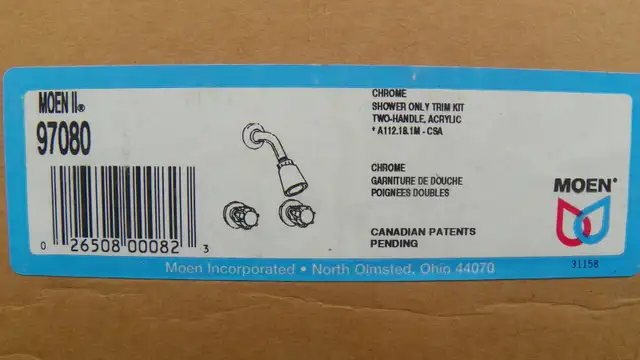 MOEN II®
97080
0 26508 00082 3
CHROME
SHOWER ONLY TRIM KIT
TWO-HANDLE, ACRYLIC
* A112.18.1M - CSA
CHROME
GARNITURE DE DOUCHE
POIGNEES DOUBLES
CANADIAN PATENTS
PENDING
MOEN®
31158
Moen Incorporated • North Olmsted, Ohio 44070